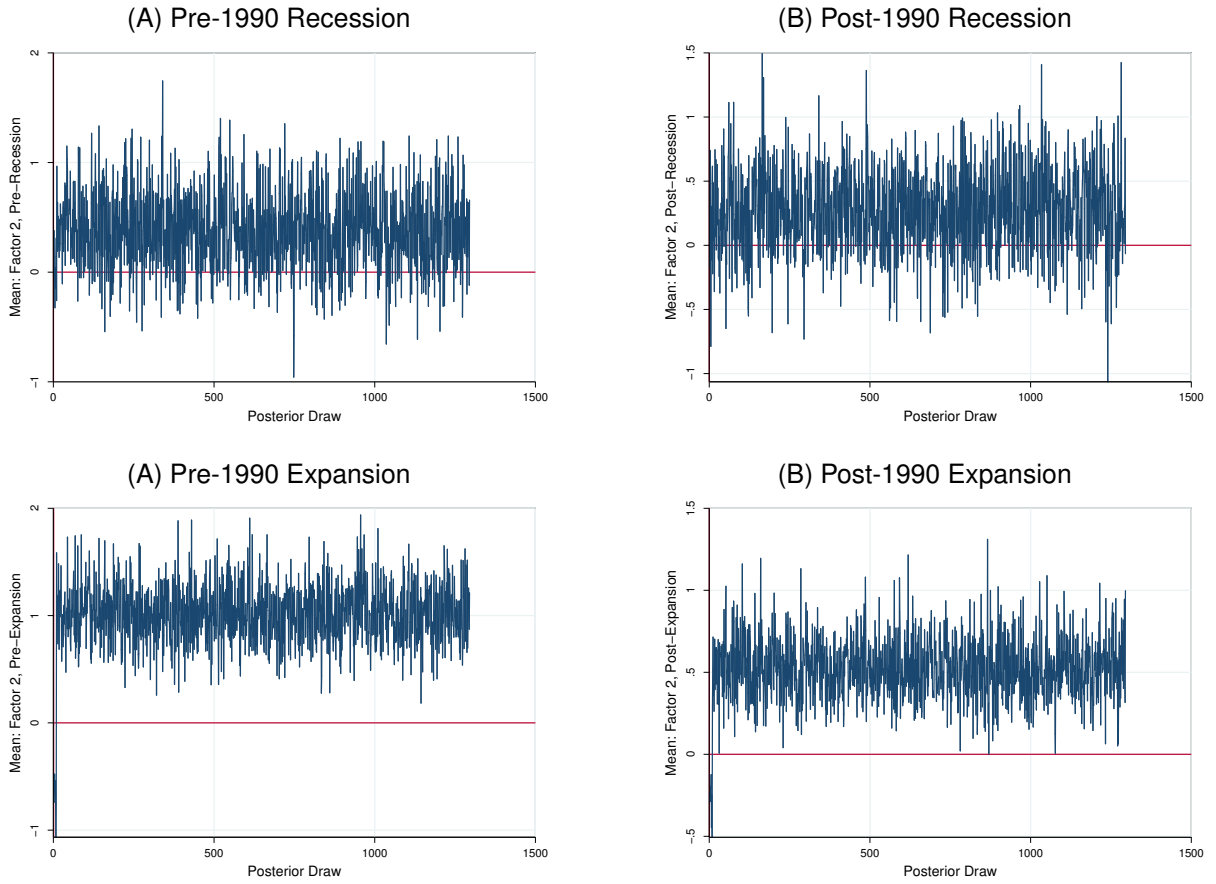 (A) Pre-1990 Recession
Mean: Factor 2, Pre−Recession
2
1
0
−1
0
500
1000
1500
Posterior Draw
(B) Post-1990 Recession
Mean: Factor 2, Post−Recession
1.5
1
.5
0
−.5
−1
0
500
1000
1500
Posterior Draw
(A) Pre-1990 Expansion
Mean: Factor 2, Pre−Expansion
2
1
0
−1
0
500
1000
1500
Posterior Draw
(B) Post-1990 Expansion
Mean: Factor 2, Post−Expansion
1.5
1
.5
0
−.5
0
500
1000
1500
Posterior Draw